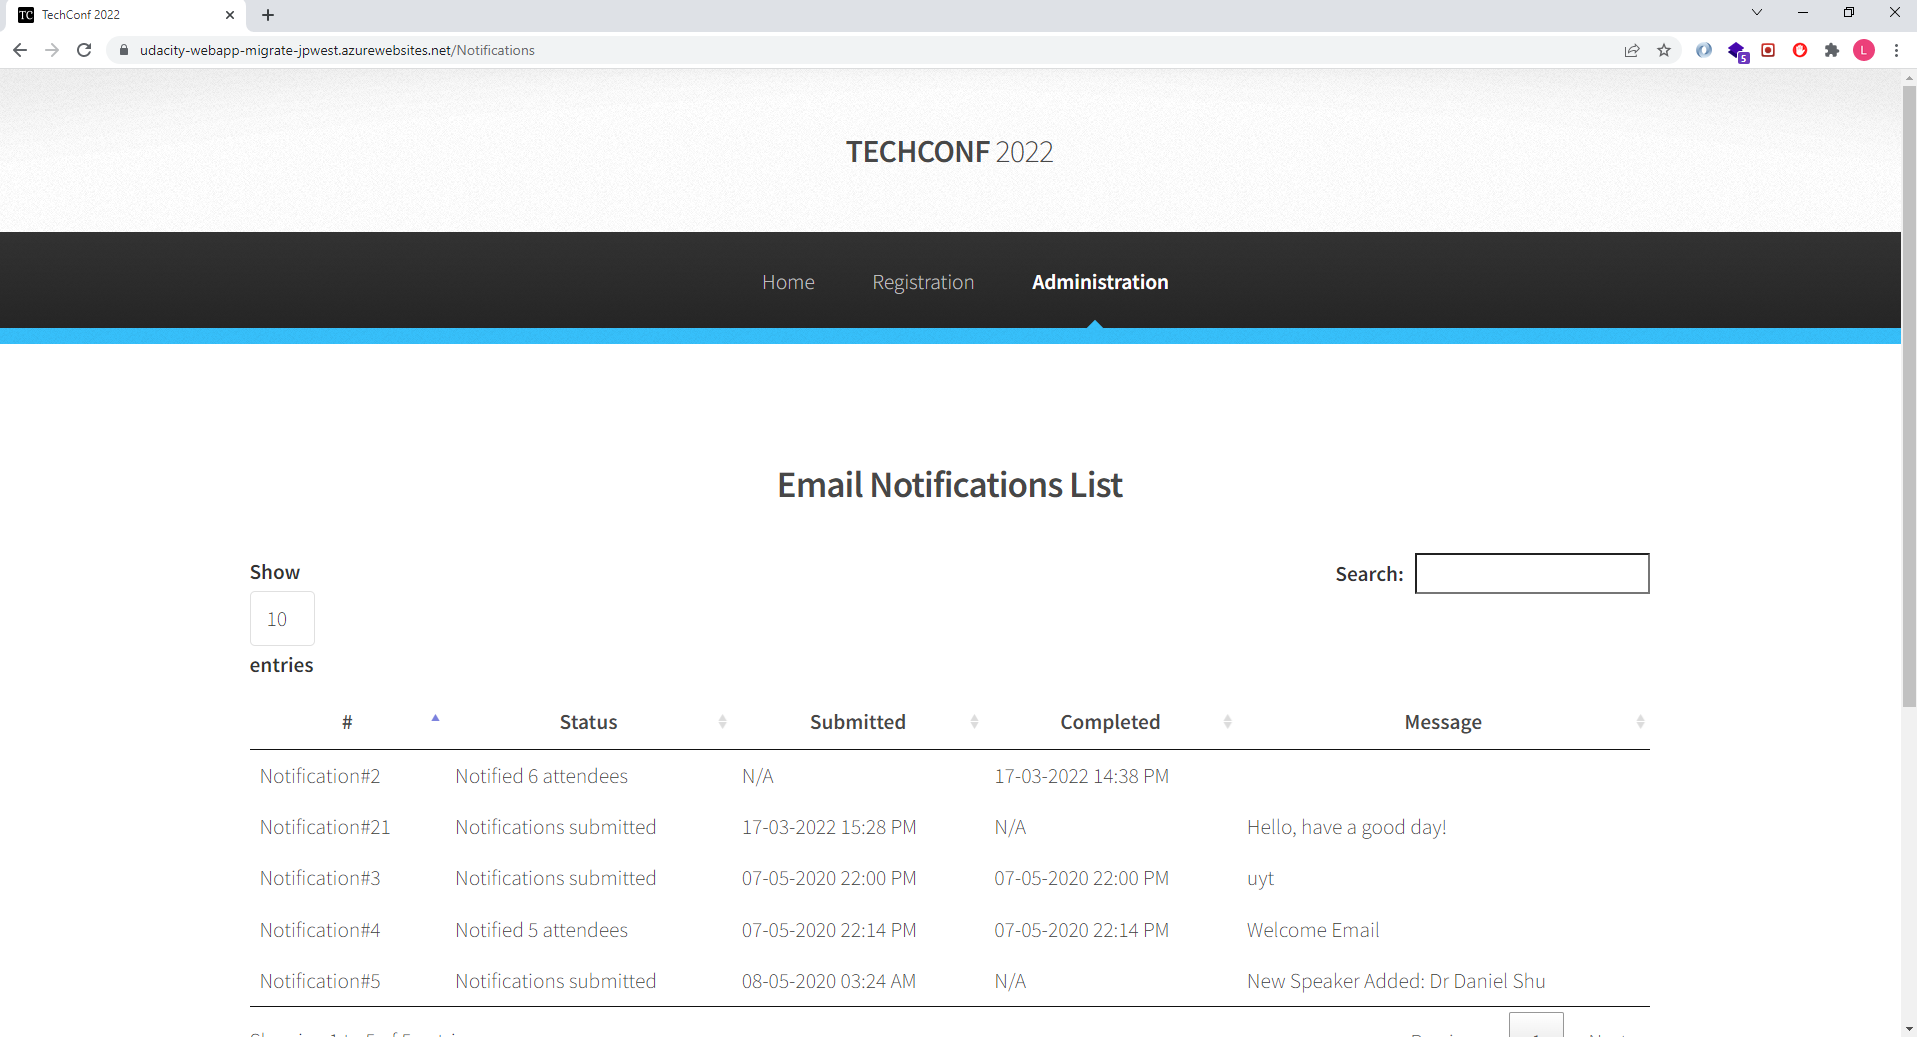 TC TechConf 2022
udacity-webapp-migrate-jpwest.azurewebsites.net/Notifications
5
L
TECHCONF 2022
Home Registration Administration
Email Notifications List
Show
10
entries
Search:
# Status Submitted Completed Message
Notification#2 Notified 6 attendees N/A 17-03-2022 14:38 PM
Notification#21 Notifications submitted 17-03-2022 15:28 PM N/A Hello, have a good day!
Notification#3 Notifications submitted 07-05-2020 22:00 PM 07-05-2020 22:00 PM uyt
Notification#4 Notified 5 attendees 07-05-2020 22:14 PM 07-05-2020 22:14 PM Welcome Email
Notification#5 Notifications submitted 08-05-2020 03:24 AM N/A New Speaker Added: Dr Daniel Shu